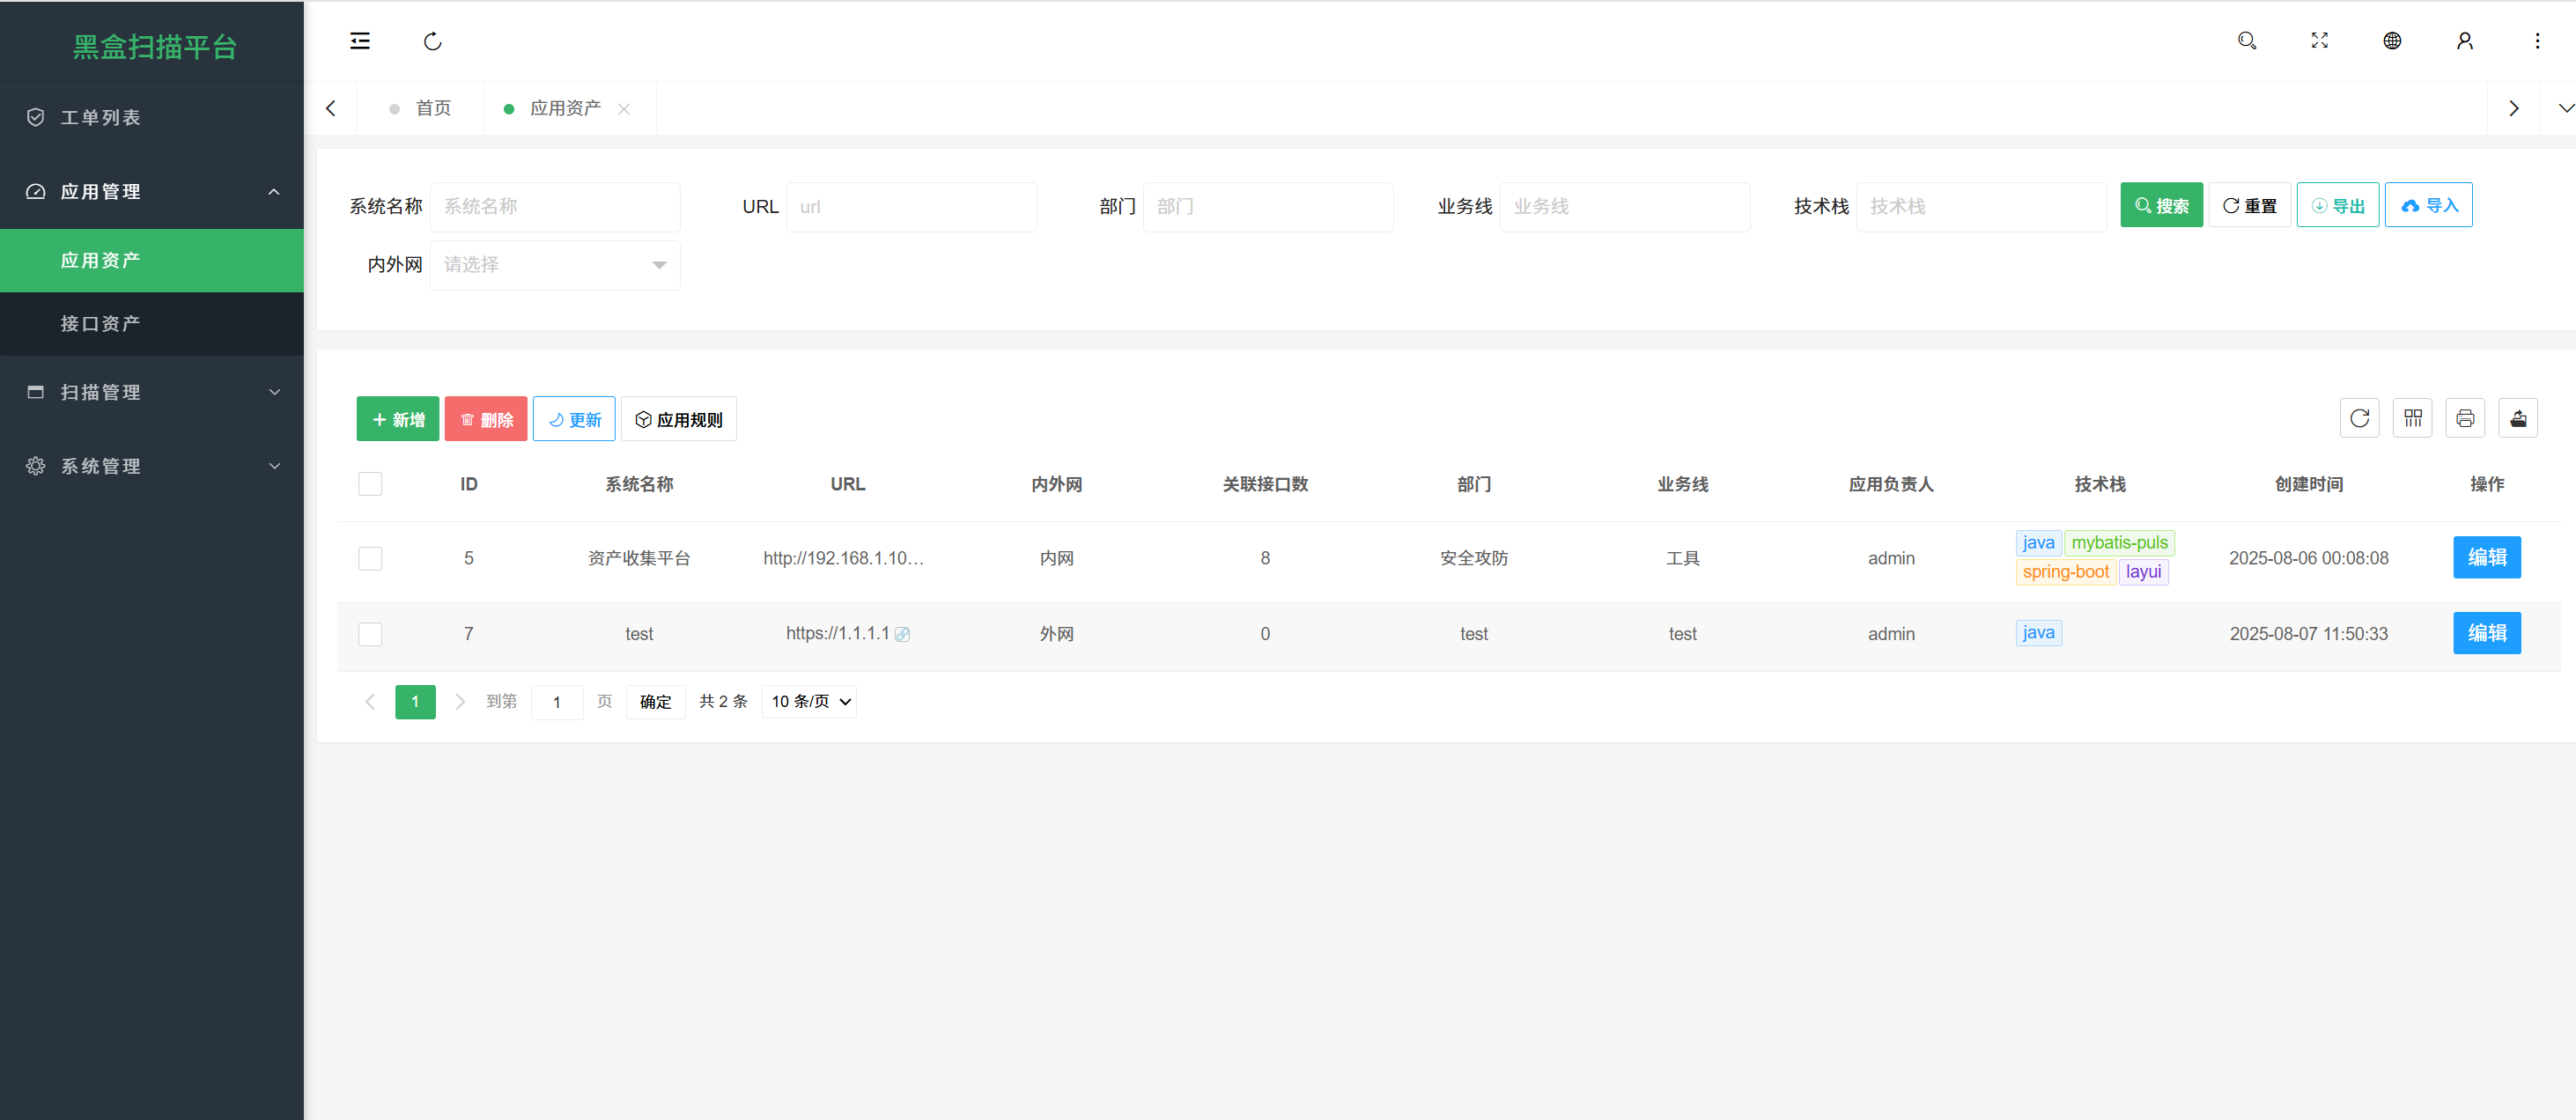 黑盒扫描平台
工单列表
应用管理
应用资产
接口资产
扫描管理
系统管理
首页 应用资产
系统名称 系统名称 URL url 部门 部门 业务线 业务线 技术栈 技术栈 搜索 重置 导出 导入
内外网 请选择
新增 删除 更新 应用规则
ID 系统名称 URL 内外网 关联接口数 部门 业务线 应用负责人 技术栈 创建时间 操作
5 资产收集平台 http://192.168.1.10... 内网 8 安全攻防 工具 admin java mybatis-puls 2025-08-06 00:08:08 编辑
spring-boot layui
7 test https://1.1.1.1 外网 0 test test admin java 2025-08-07 11:50:33 编辑
1 到第 1 页 确定 共 2 条 10 条/页